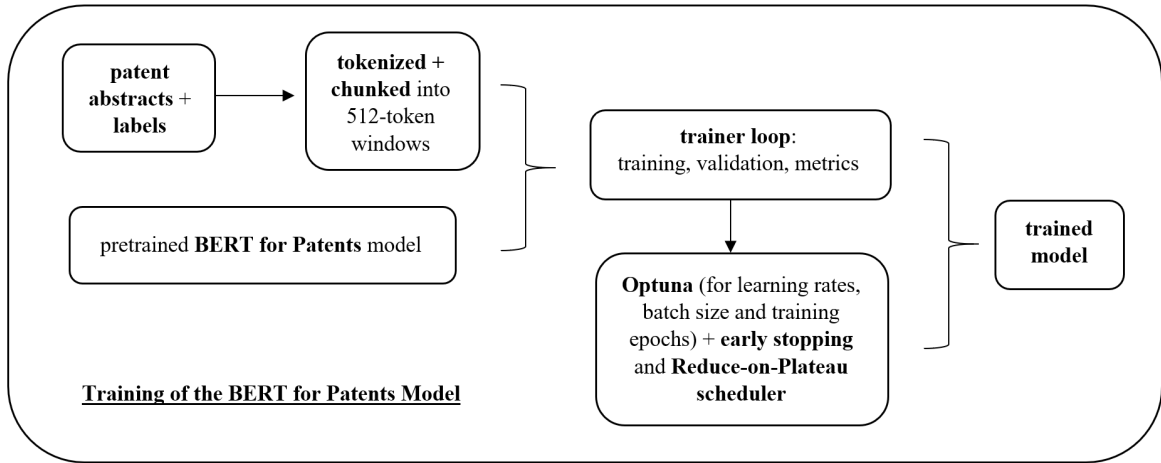 patent
abstracts +
labels
tokenized +
chunked into
512-token
windows
pretrained BERT for Patents model
trainer loop:
training, validation, metrics
Optuna (for learning rates,
batch size and training
epochs) + early stopping
and Reduce-on-Plateau
scheduler
trained
model
Training of the BERT for Patents Model